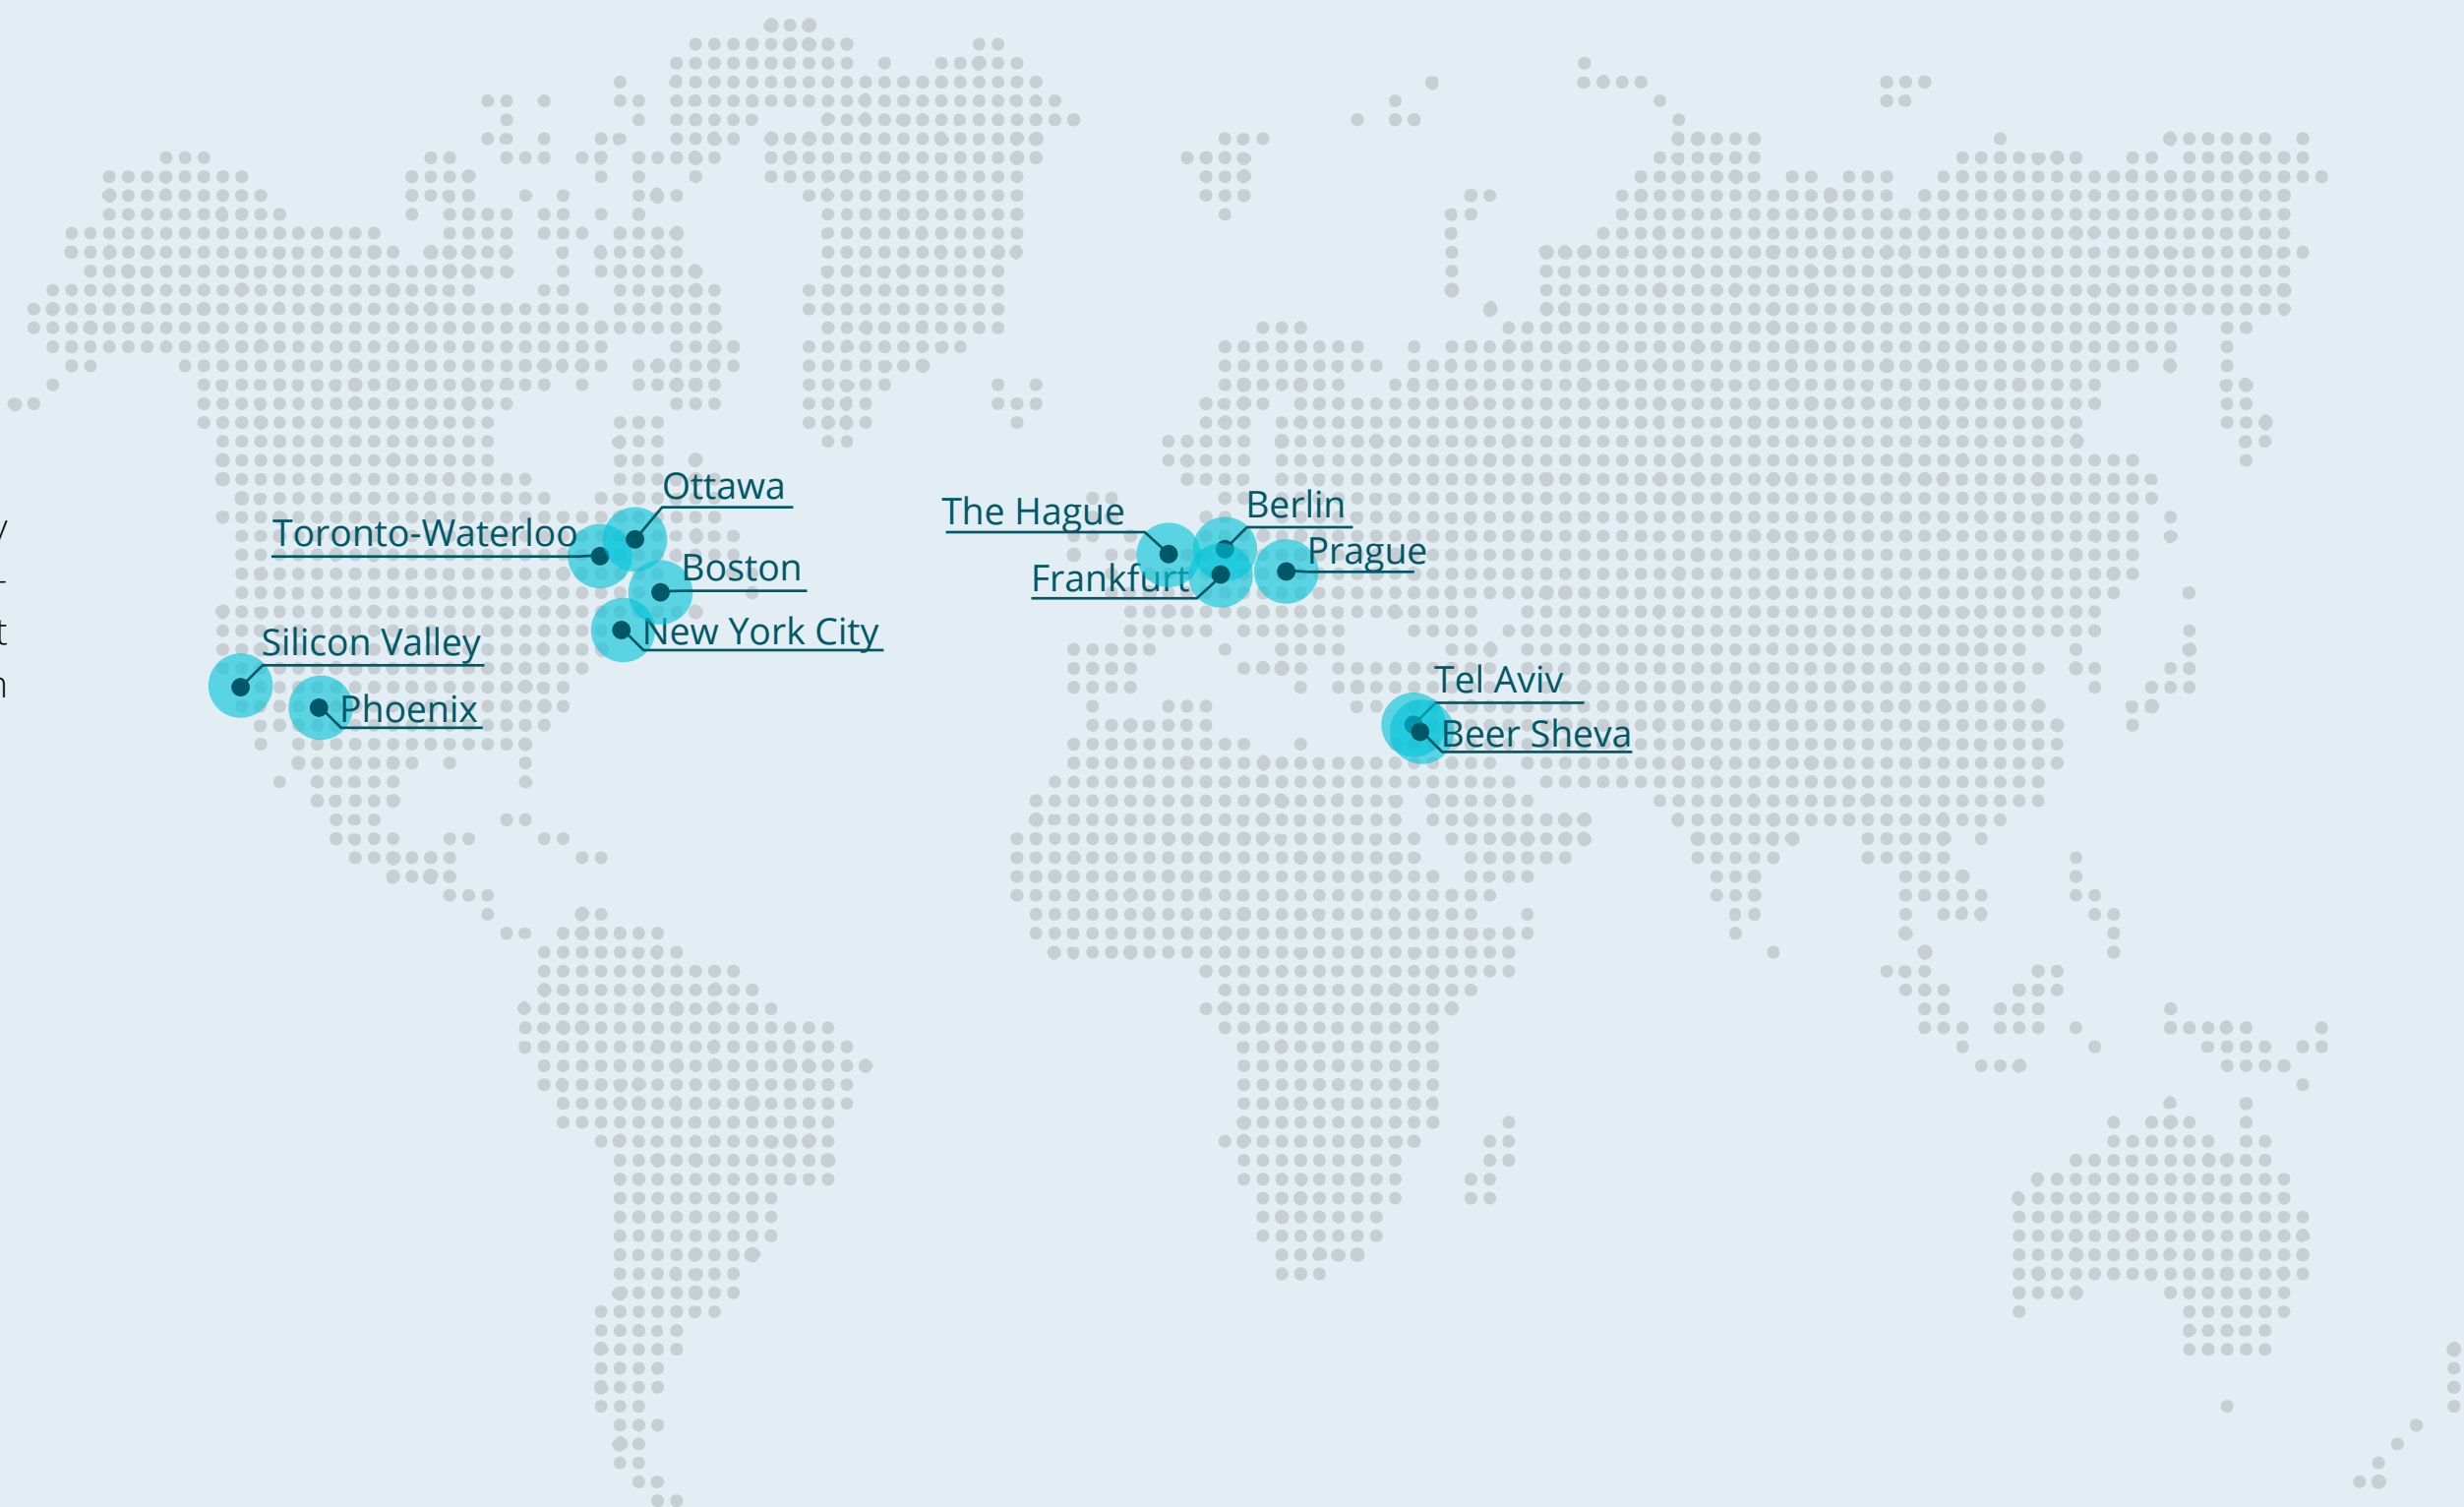 Ottawa
The Hague
Berlin
Toronto-Waterloo
Prague
Boston
Frankfurt
New York City
Silicon Valley
Tel Aviv
Phoenix
Beer Sheva